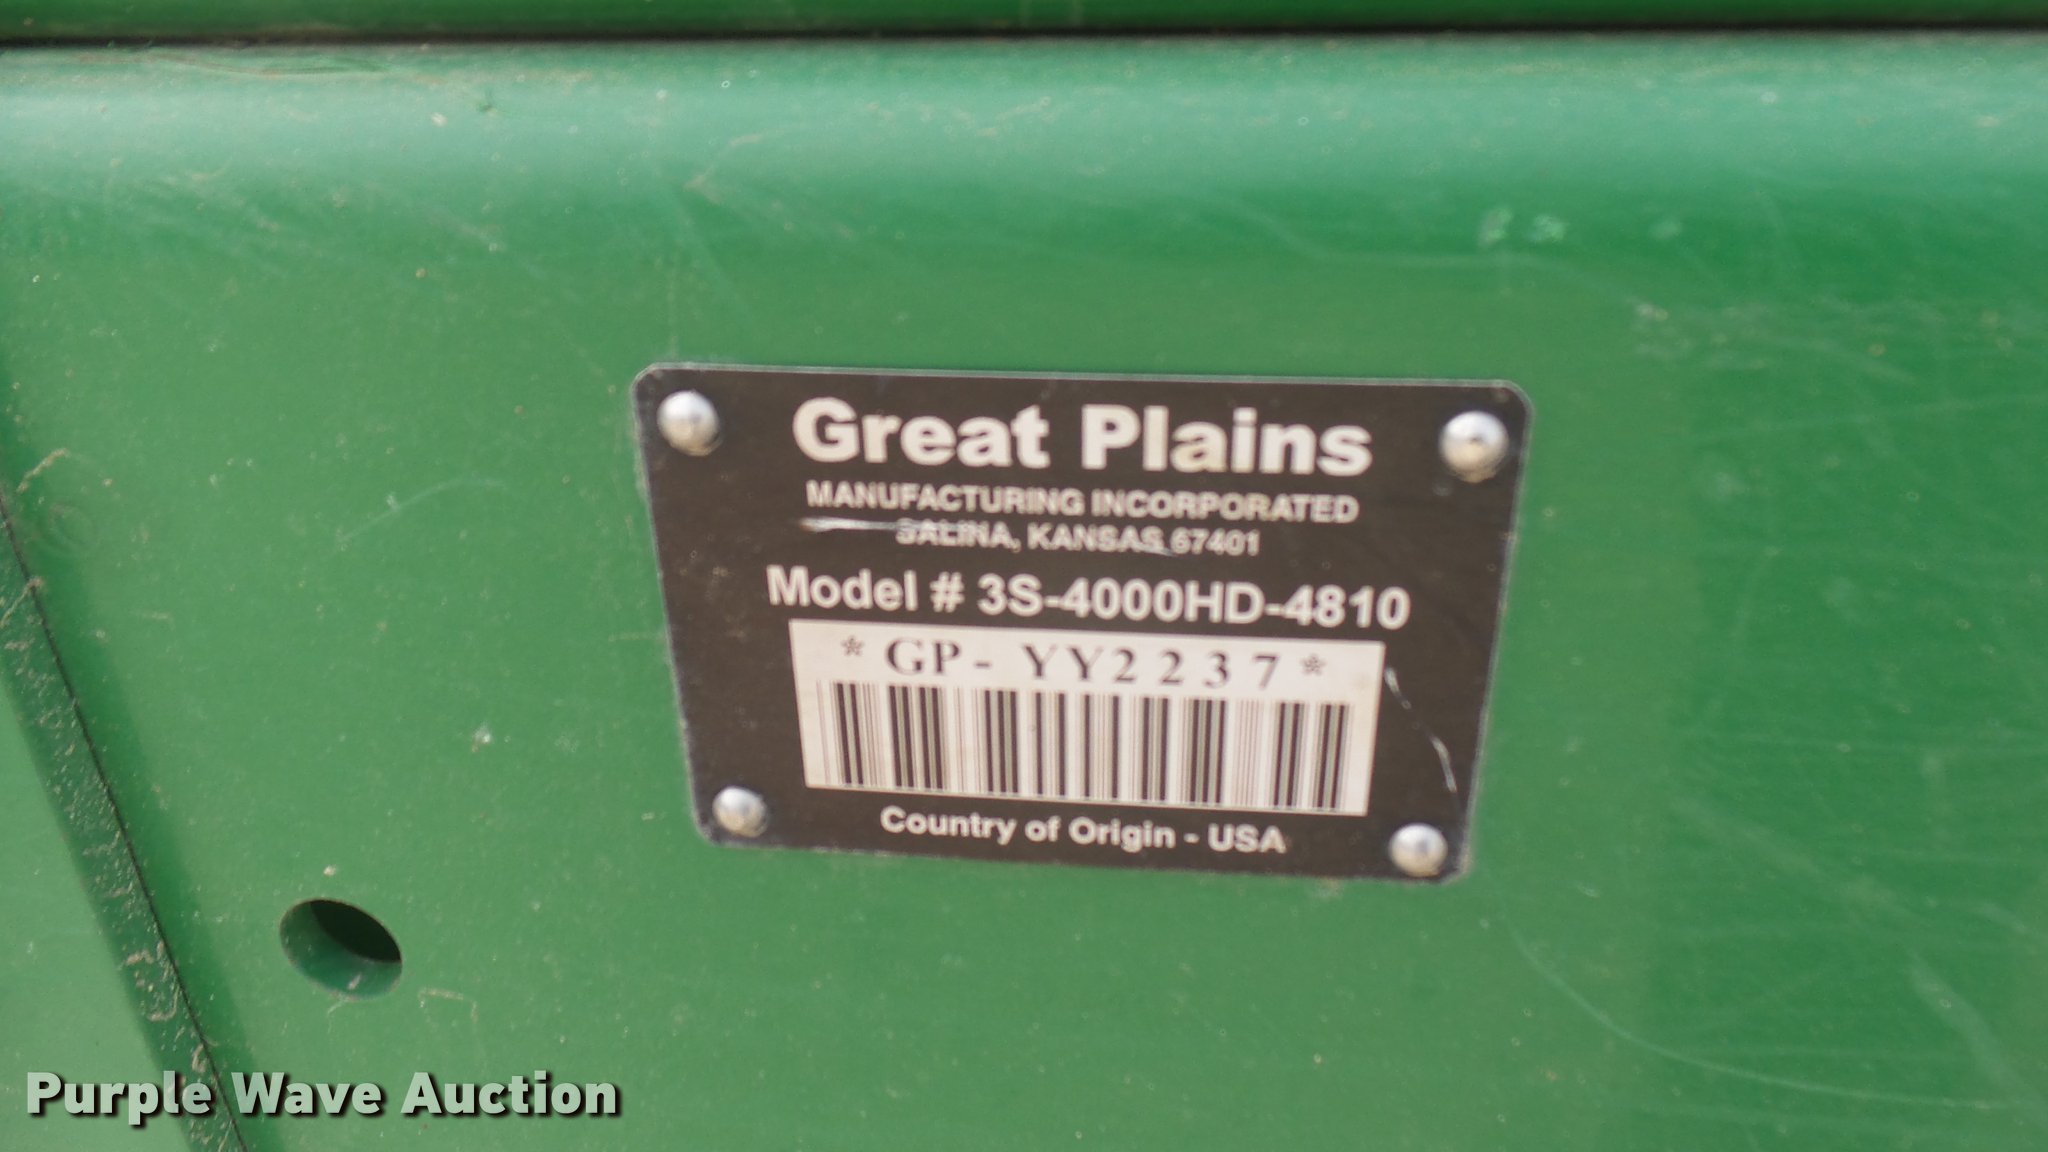 Great Plains
MANUFACTURING INCORPORATED
SALINA, KANSAS 67401
Model # 3S-4000HD-4810
* GP- YY2237 *
Country of Origin - USA
Purple Wave Auction